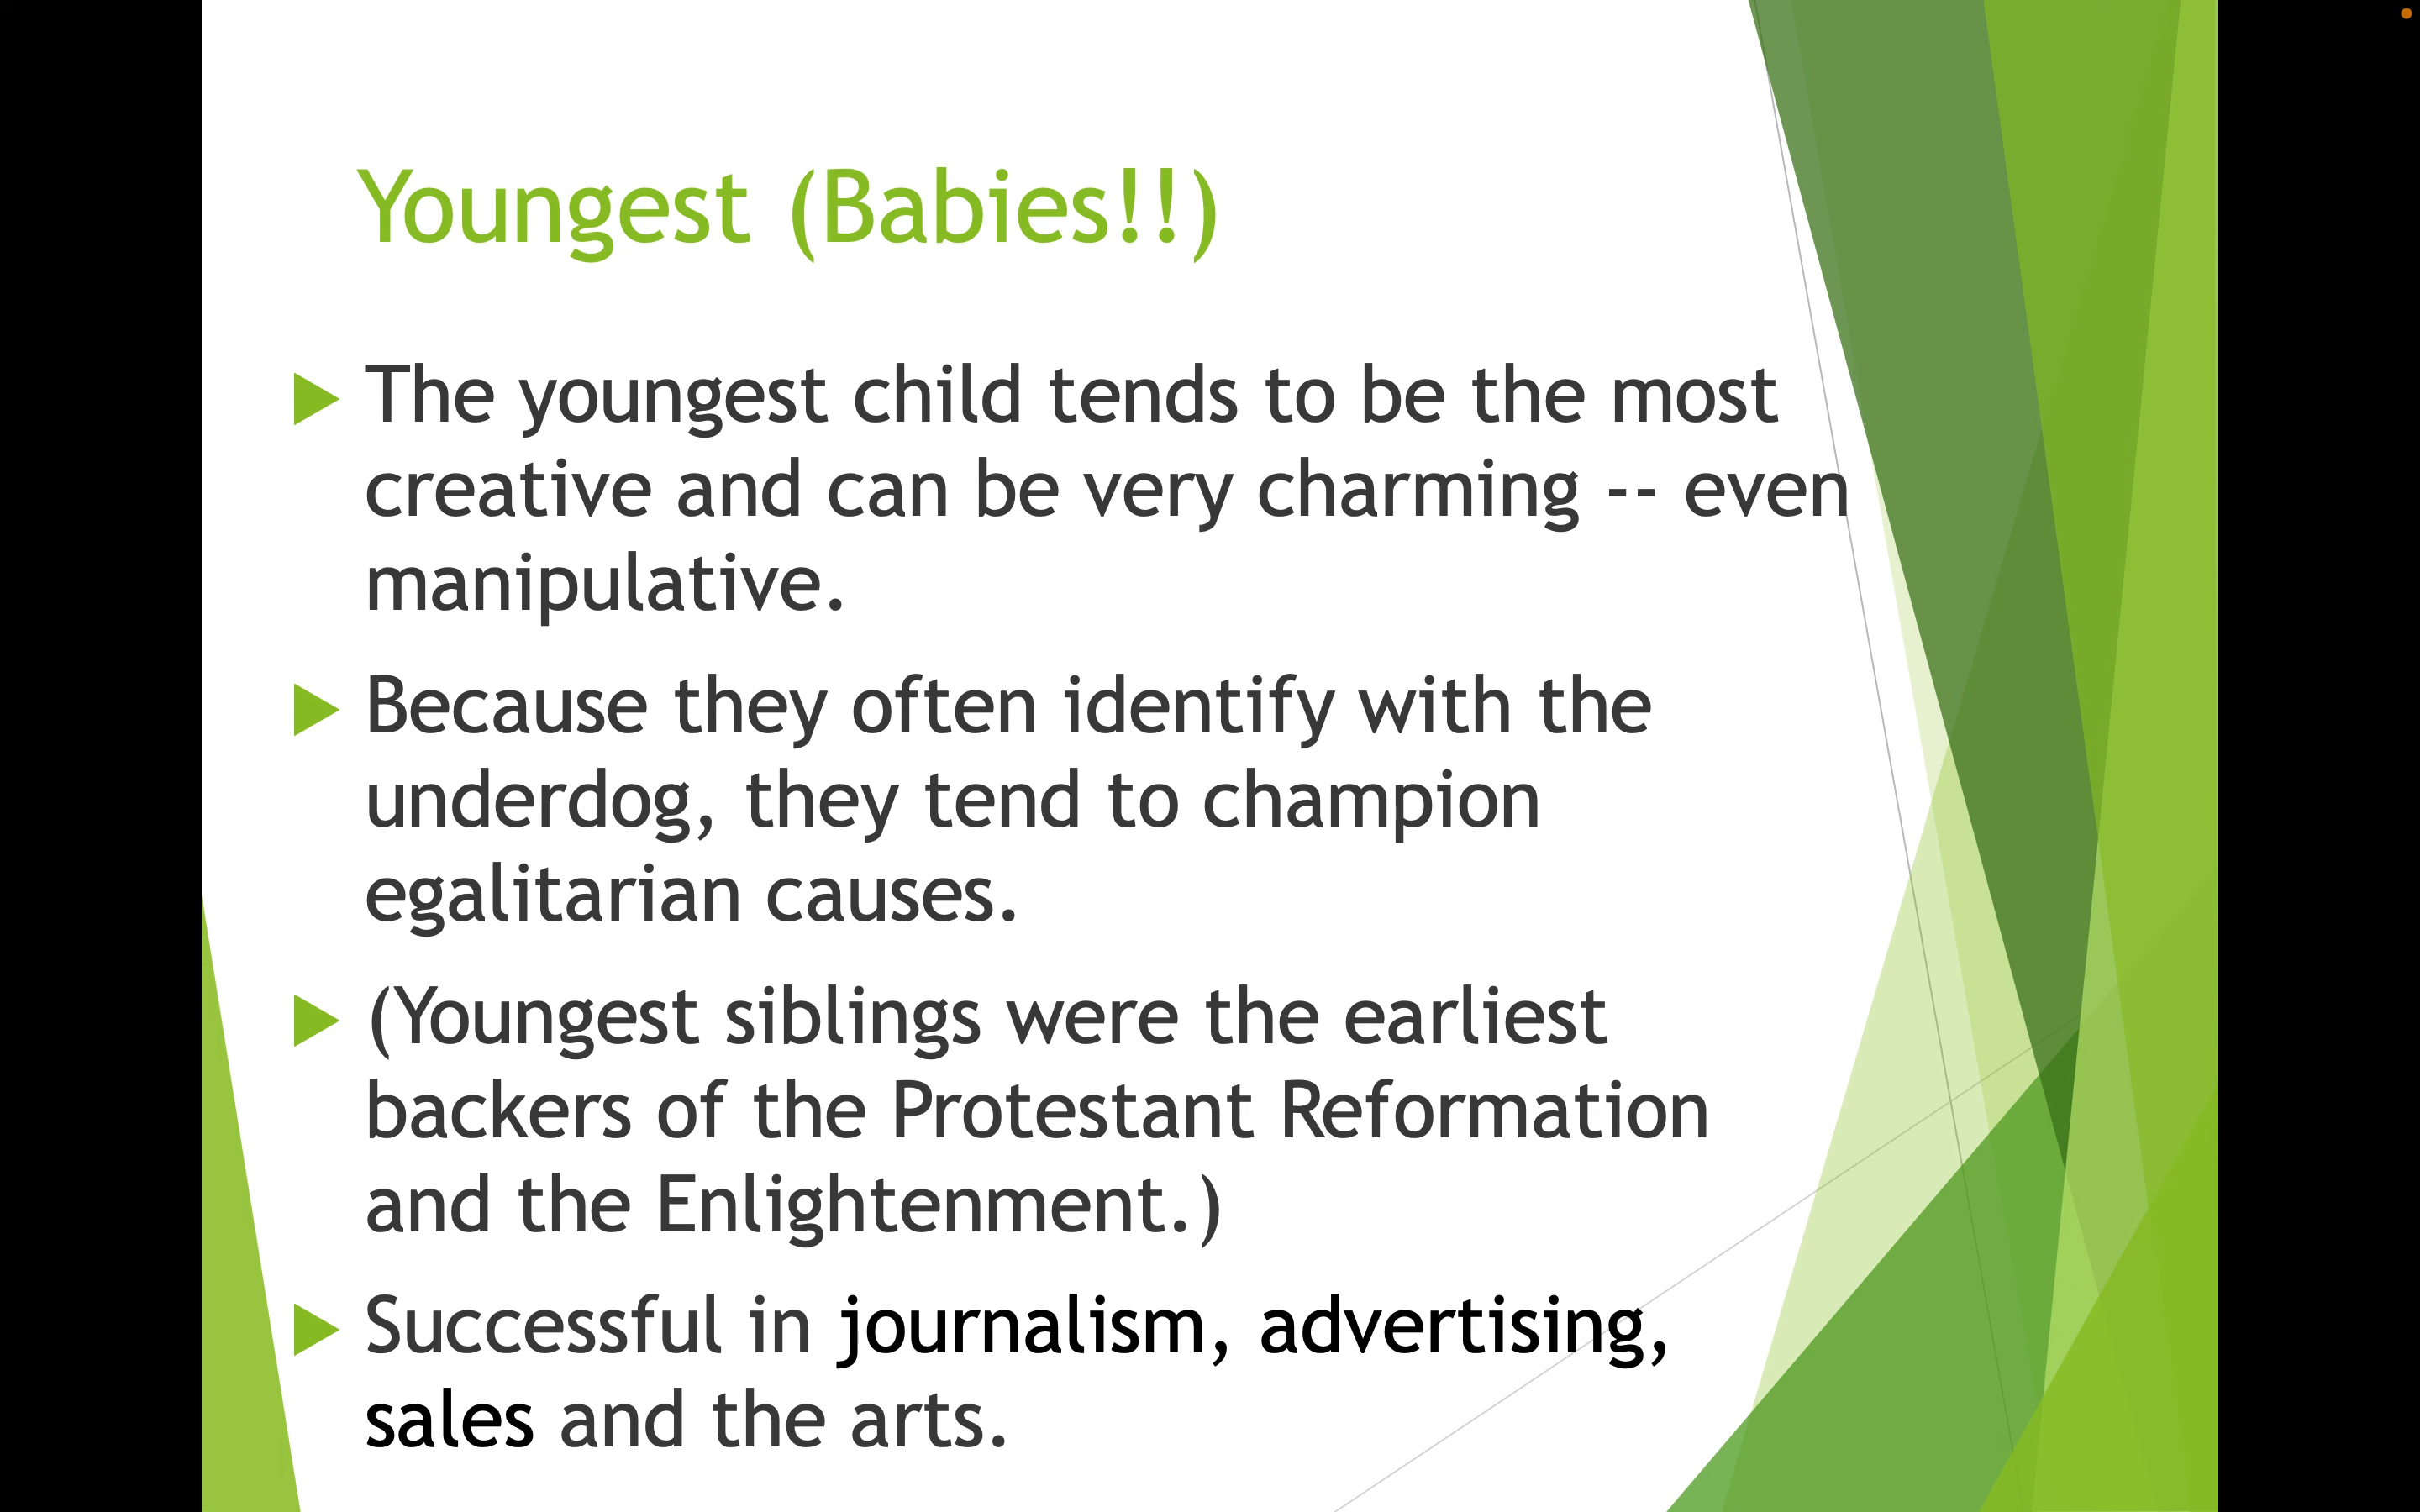 Youngest (Babies!!)
The youngest child tends to be the most
creative and can be very charming -- even
manipulative.
Because they often identify with the
underdog, they tend to champion
egalitarian causes.
(Youngest siblings were the earliest
backers of the Protestant Reformation
and the Enlightenment.)
Successful in journalism, advertising,
sales and the arts.